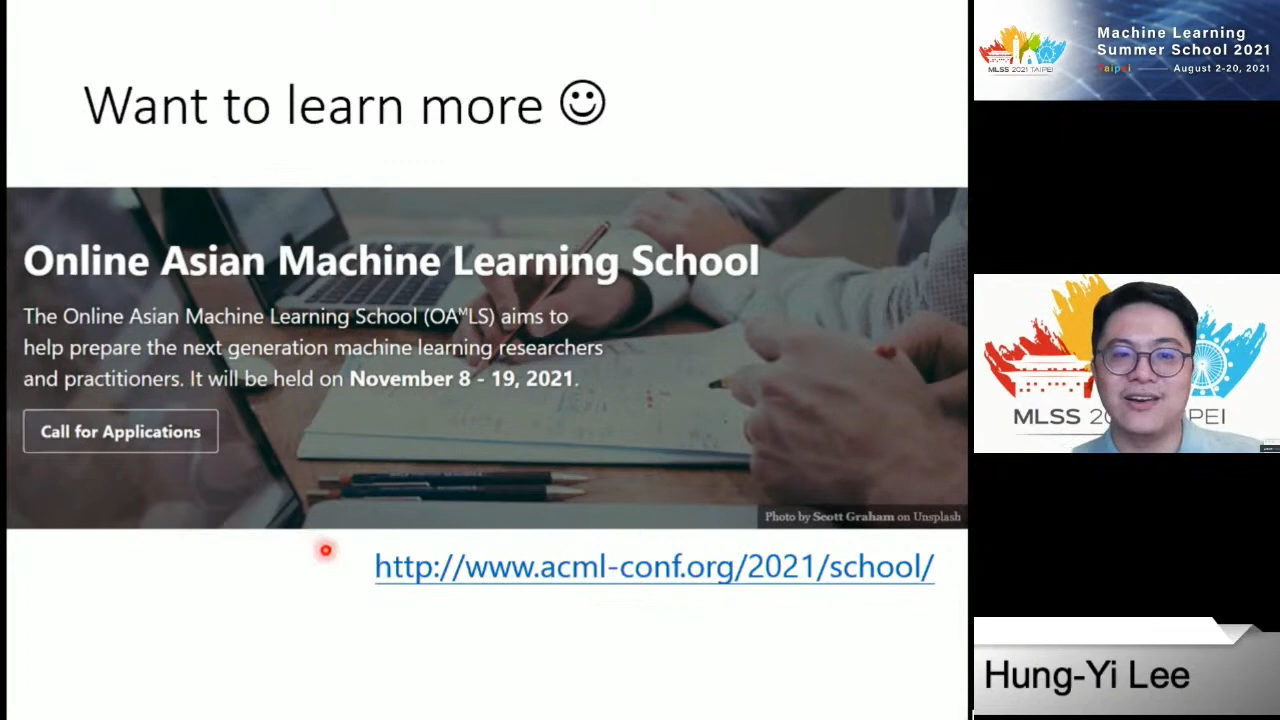 Want to learn more ☺
Online Asian Machine Learning School
The Online Asian Machine Learning School (OAᴹLS) aims to
help prepare the next generation machine learning researchers
and practitioners. It will be held on November 8 - 19, 2021.
Call for Applications
Photo by Scott Graham on Unsplash
http://www.acml-conf.org/2021/school/
Machine Learning
Summer School 2021
Taipei August 2-20, 2021
MLSS 2021 TAIPEI
MLSS 20 TAIPEI
Hung-Yi Lee